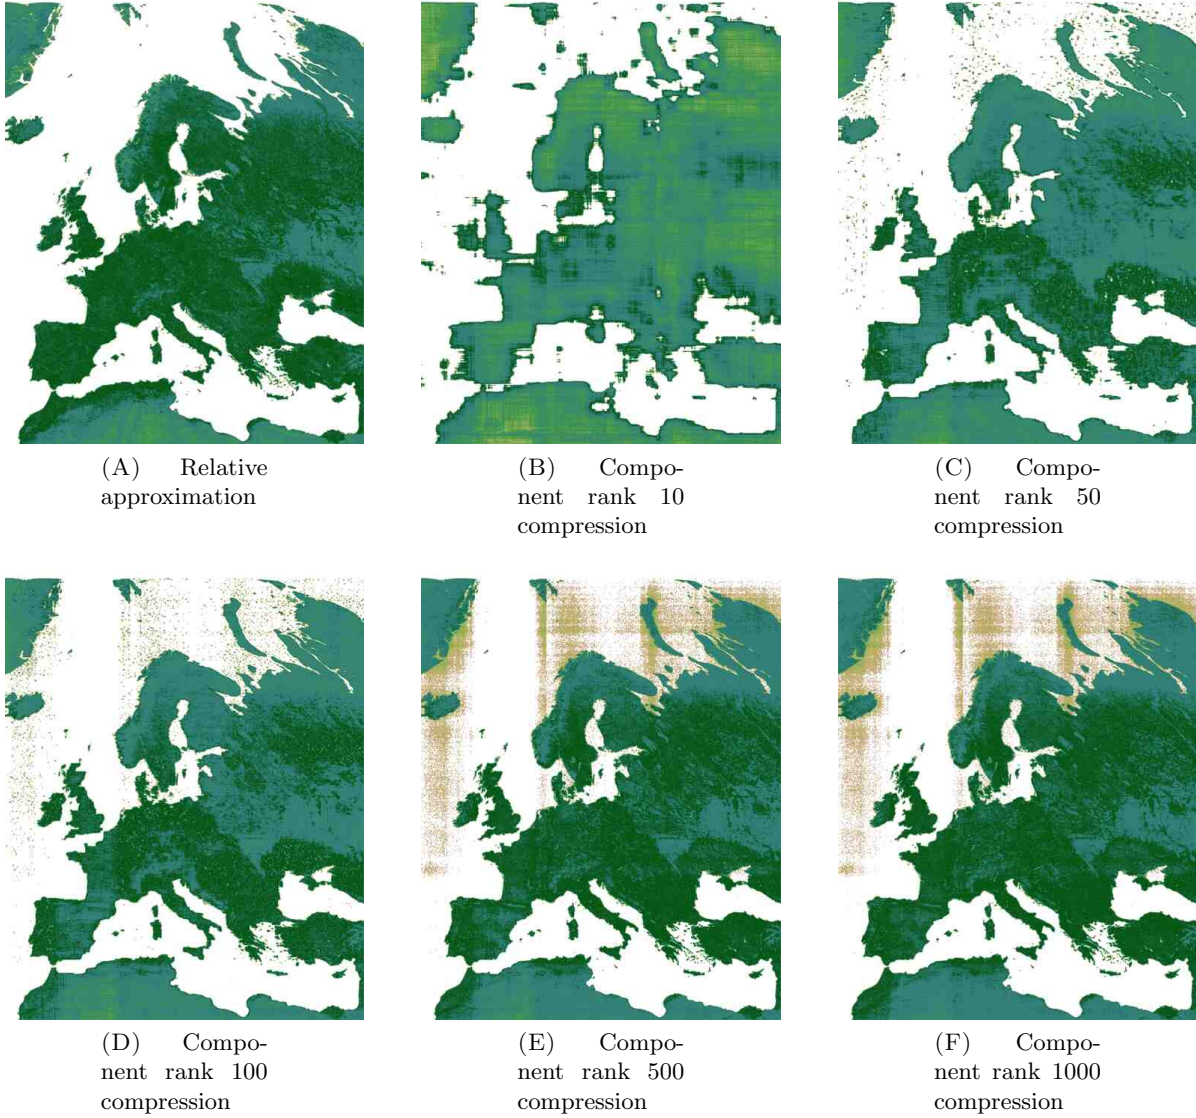 (A) Relative
approximation
(B) Compo-
nent rank 10
compression
(C) Compo-
nent rank 50
compression
(D) Compo-
nent rank 100
compression
(E) Compo-
nent rank 500
compression
(F) Compo-
nent rank 1000
compression